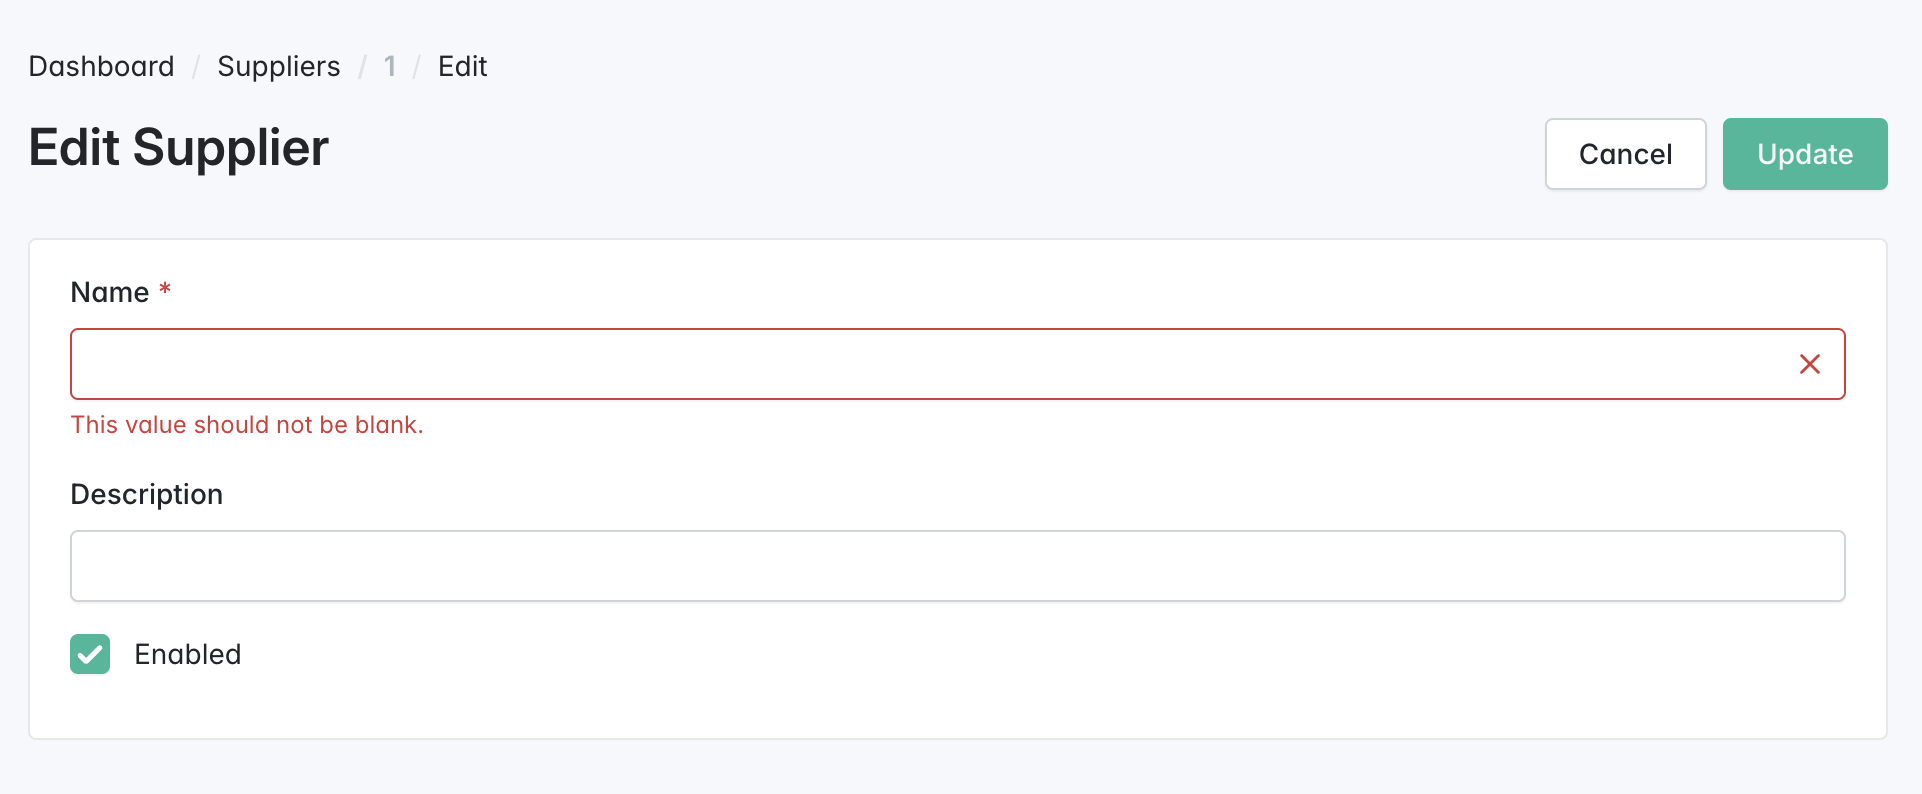 Dashboard / Suppliers / 1 / Edit
Edit Supplier
Cancel
Update
Name *
This value should not be blank.
Description
Enabled